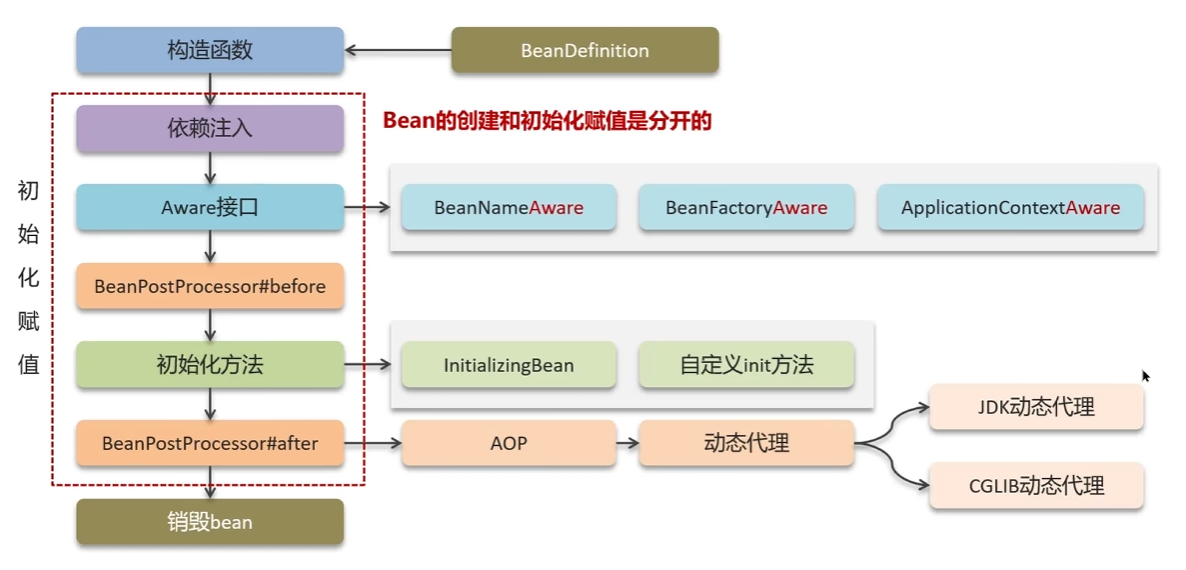 构造函数
BeanDefinition
依赖注入
Bean的创建和初始化赋值是分开的
初始化赋值
Aware接口
BeanNameAware
BeanFactoryAware
ApplicationContextAware
BeanPostProcessor#before
初始化方法
InitializingBean
自定义init方法
BeanPostProcessor#after
AOP
动态代理
JDK动态代理
CGLIB动态代理
销毁bean